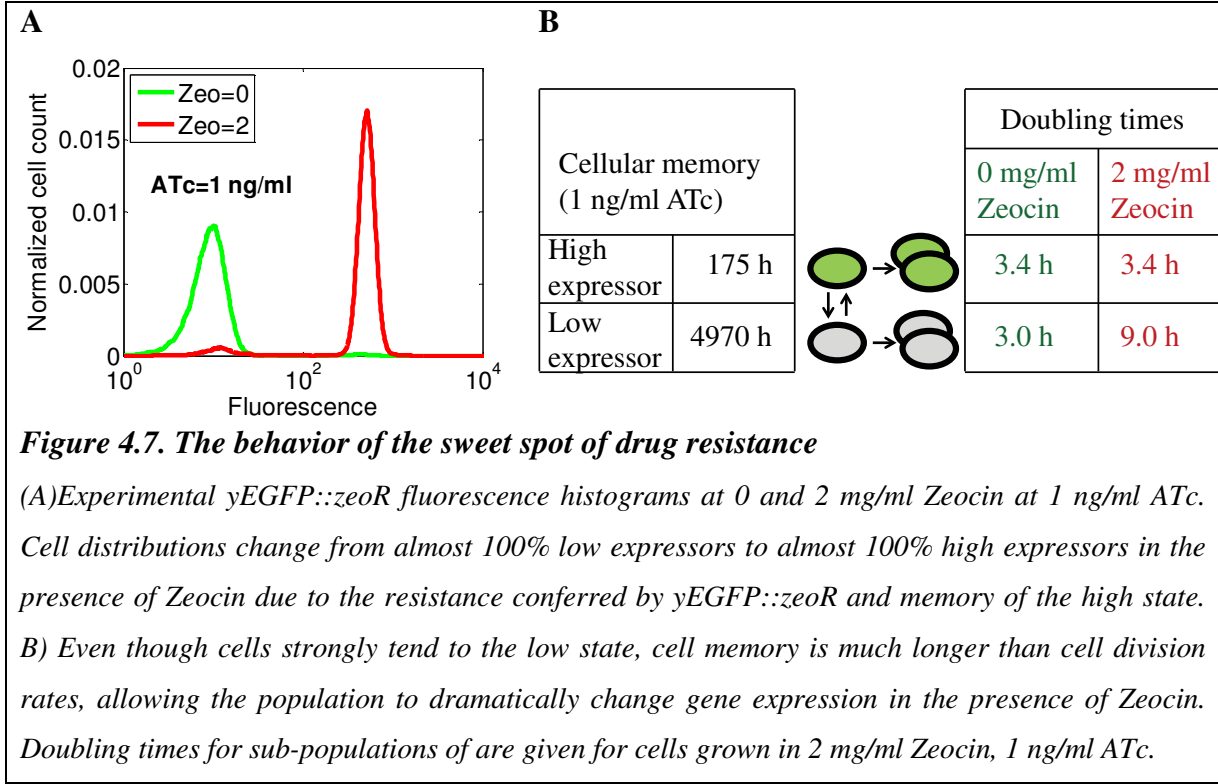 A
B
0.02
0.015
0.01
0.005
0
Normalized cell count
Zeo=0
Zeo=2
ATc=1 ng/ml
10^0
10^2
10^4
Fluorescence
Cellular memory
(1 ng/ml ATc)
High
expressor
175 h
Low
expressor
4970 h
Doubling times
0 mg/ml
Zeocin
2 mg/ml
Zeocin
3.4 h
3.4 h
3.0 h
9.0 h
Figure 4.7. The behavior of the sweet spot of drug resistance
(A)Experimental yEGFP::zeoR fluorescence histograms at 0 and 2 mg/ml Zeocin at 1 ng/ml ATc.
Cell distributions change from almost 100% low expressors to almost 100% high expressors in the
presence of Zeocin due to the resistance conferred by yEGFP::zeoR and memory of the high state.
B) Even though cells strongly tend to the low state, cell memory is much longer than cell division
rates, allowing the population to dramatically change gene expression in the presence of Zeocin.
Doubling times for sub-populations of are given for cells grown in 2 mg/ml Zeocin, 1 ng/ml ATc.